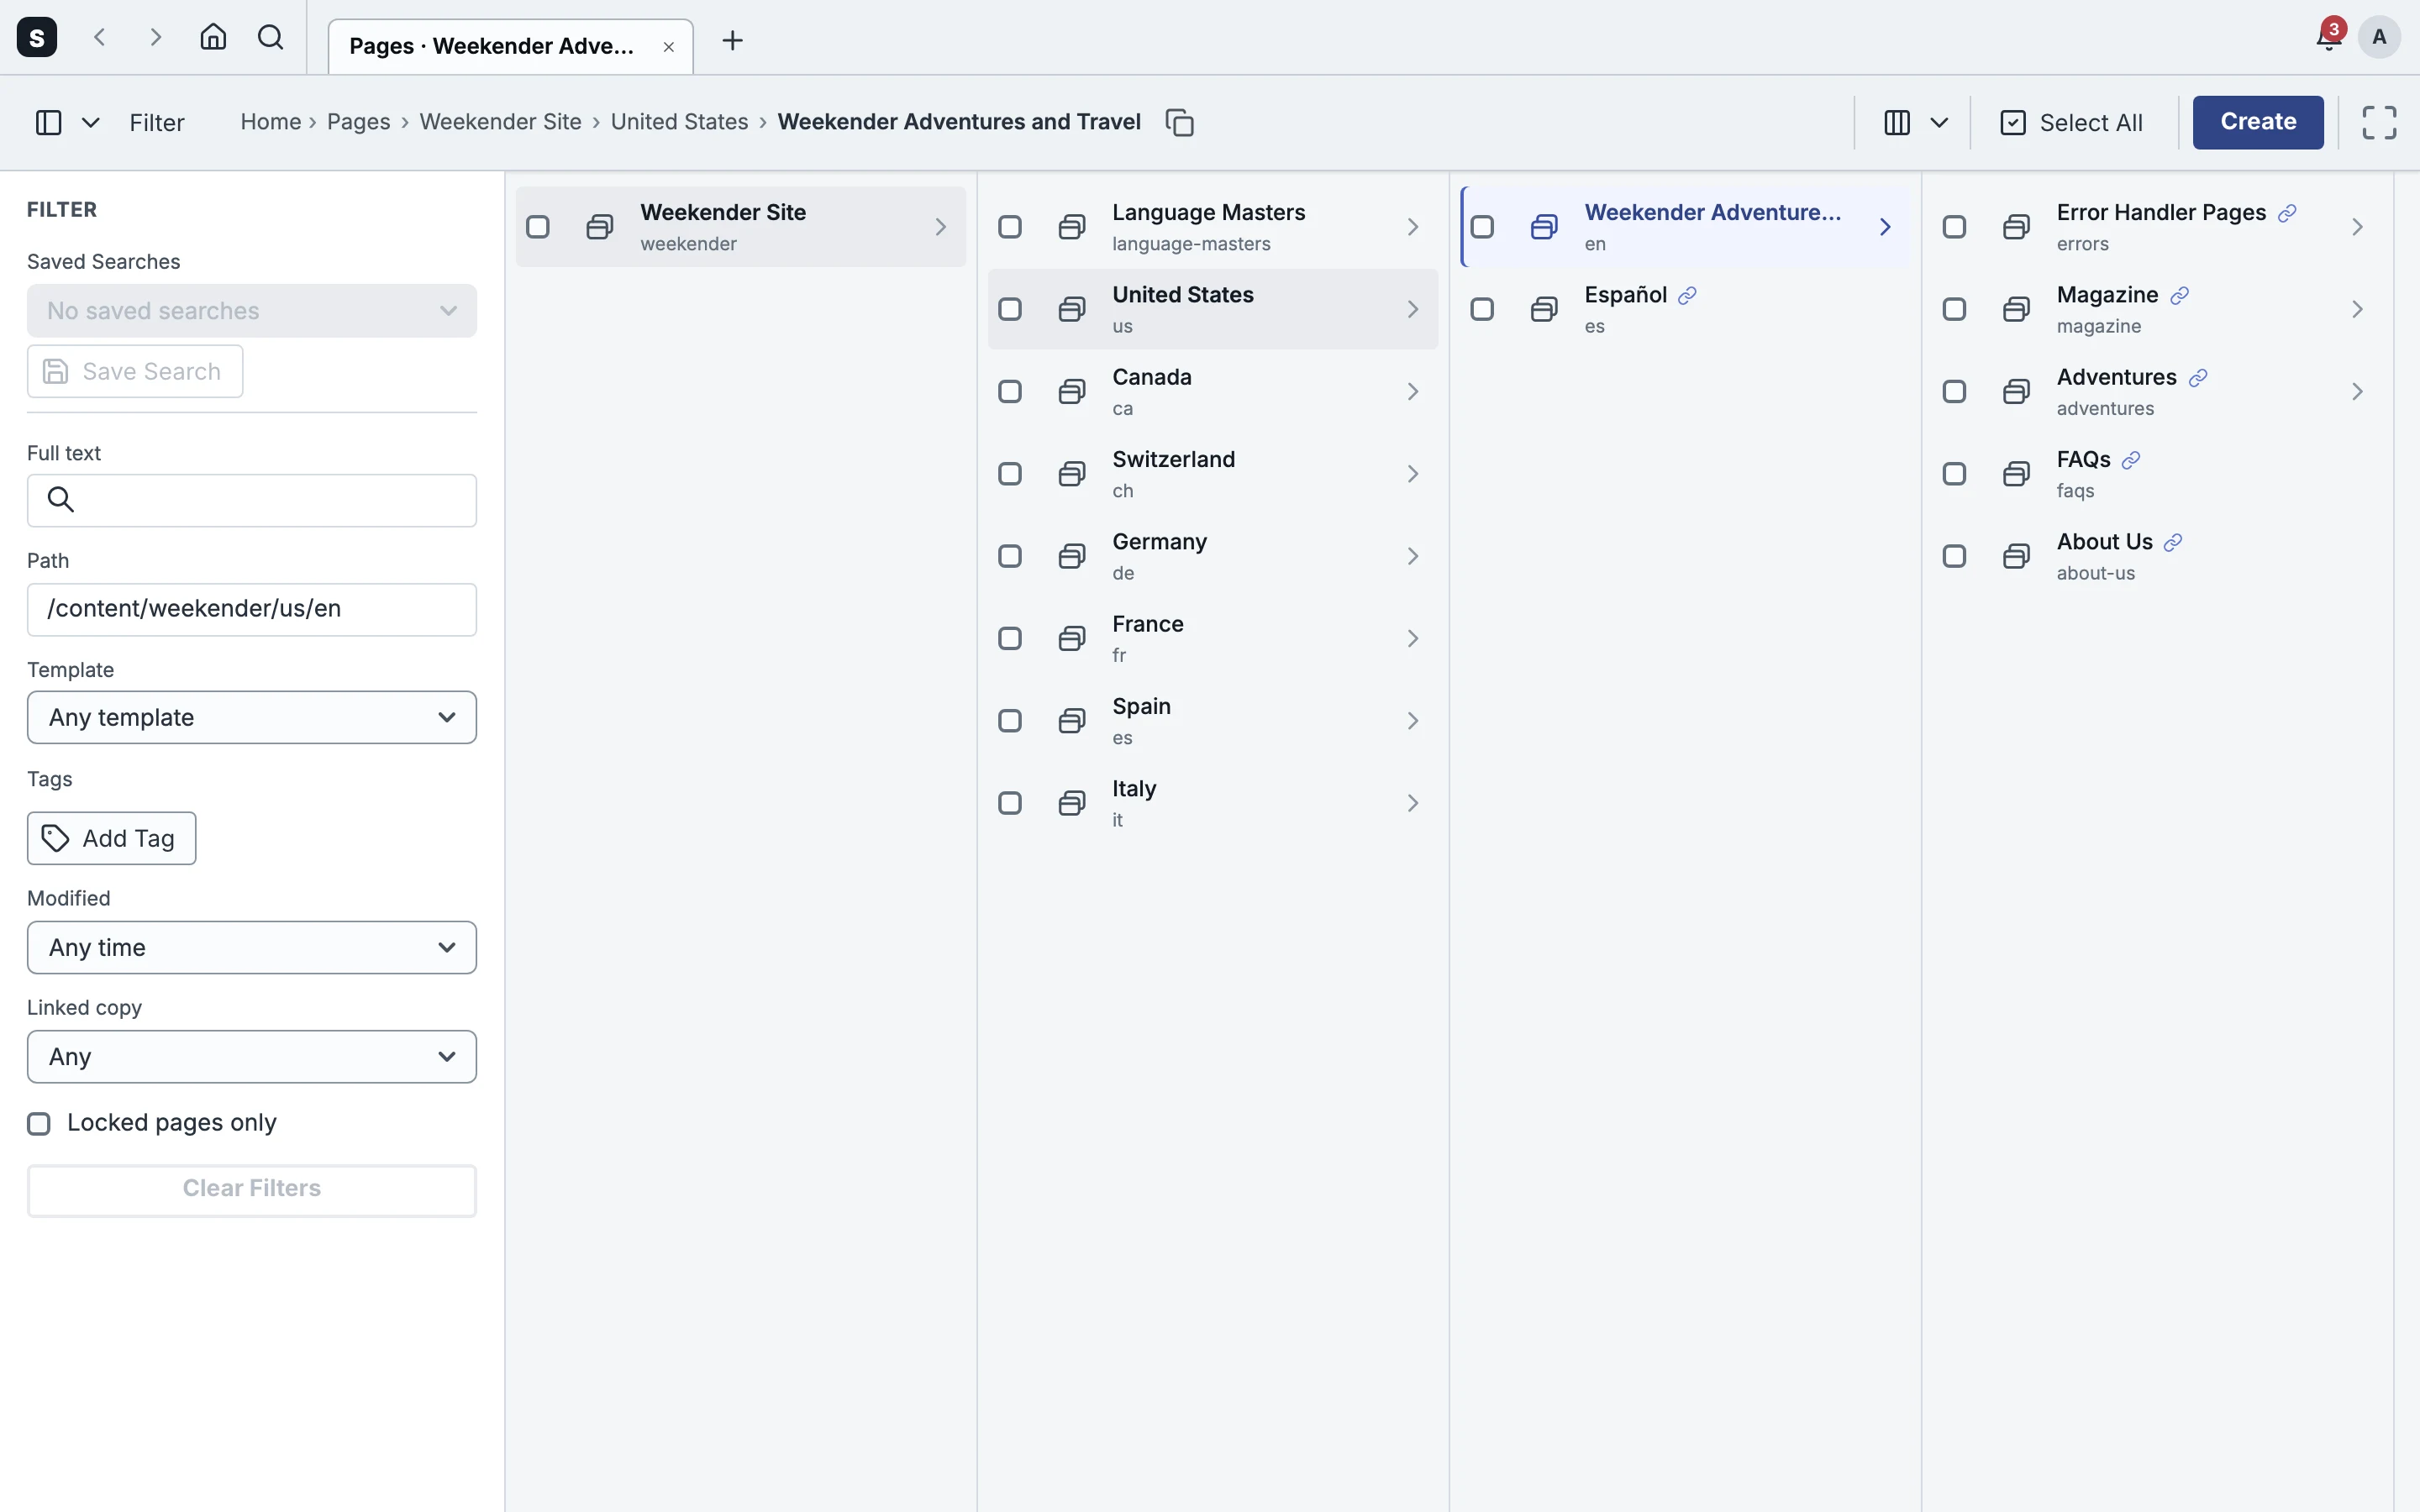 S
Pages · Weekender Adve...
3
A
Filter
Home › Pages › Weekender Site › United States › Weekender Adventures and Travel
Select All
Create
FILTER
Saved Searches
No saved searches
Save Search
Full text
Path
/content/weekender/us/en
Template
Any template
Tags
Add Tag
Modified
Any time
Linked copy
Any
Locked pages only
Clear Filters
Weekender Site
weekender
Language Masters
language-masters
United States
us
Canada
ca
Switzerland
ch
Germany
de
France
fr
Spain
es
Italy
it
Weekender Adventure...
en
Español
es
Error Handler Pages
errors
Magazine
magazine
Adventures
adventures
FAQs
faqs
About Us
about-us